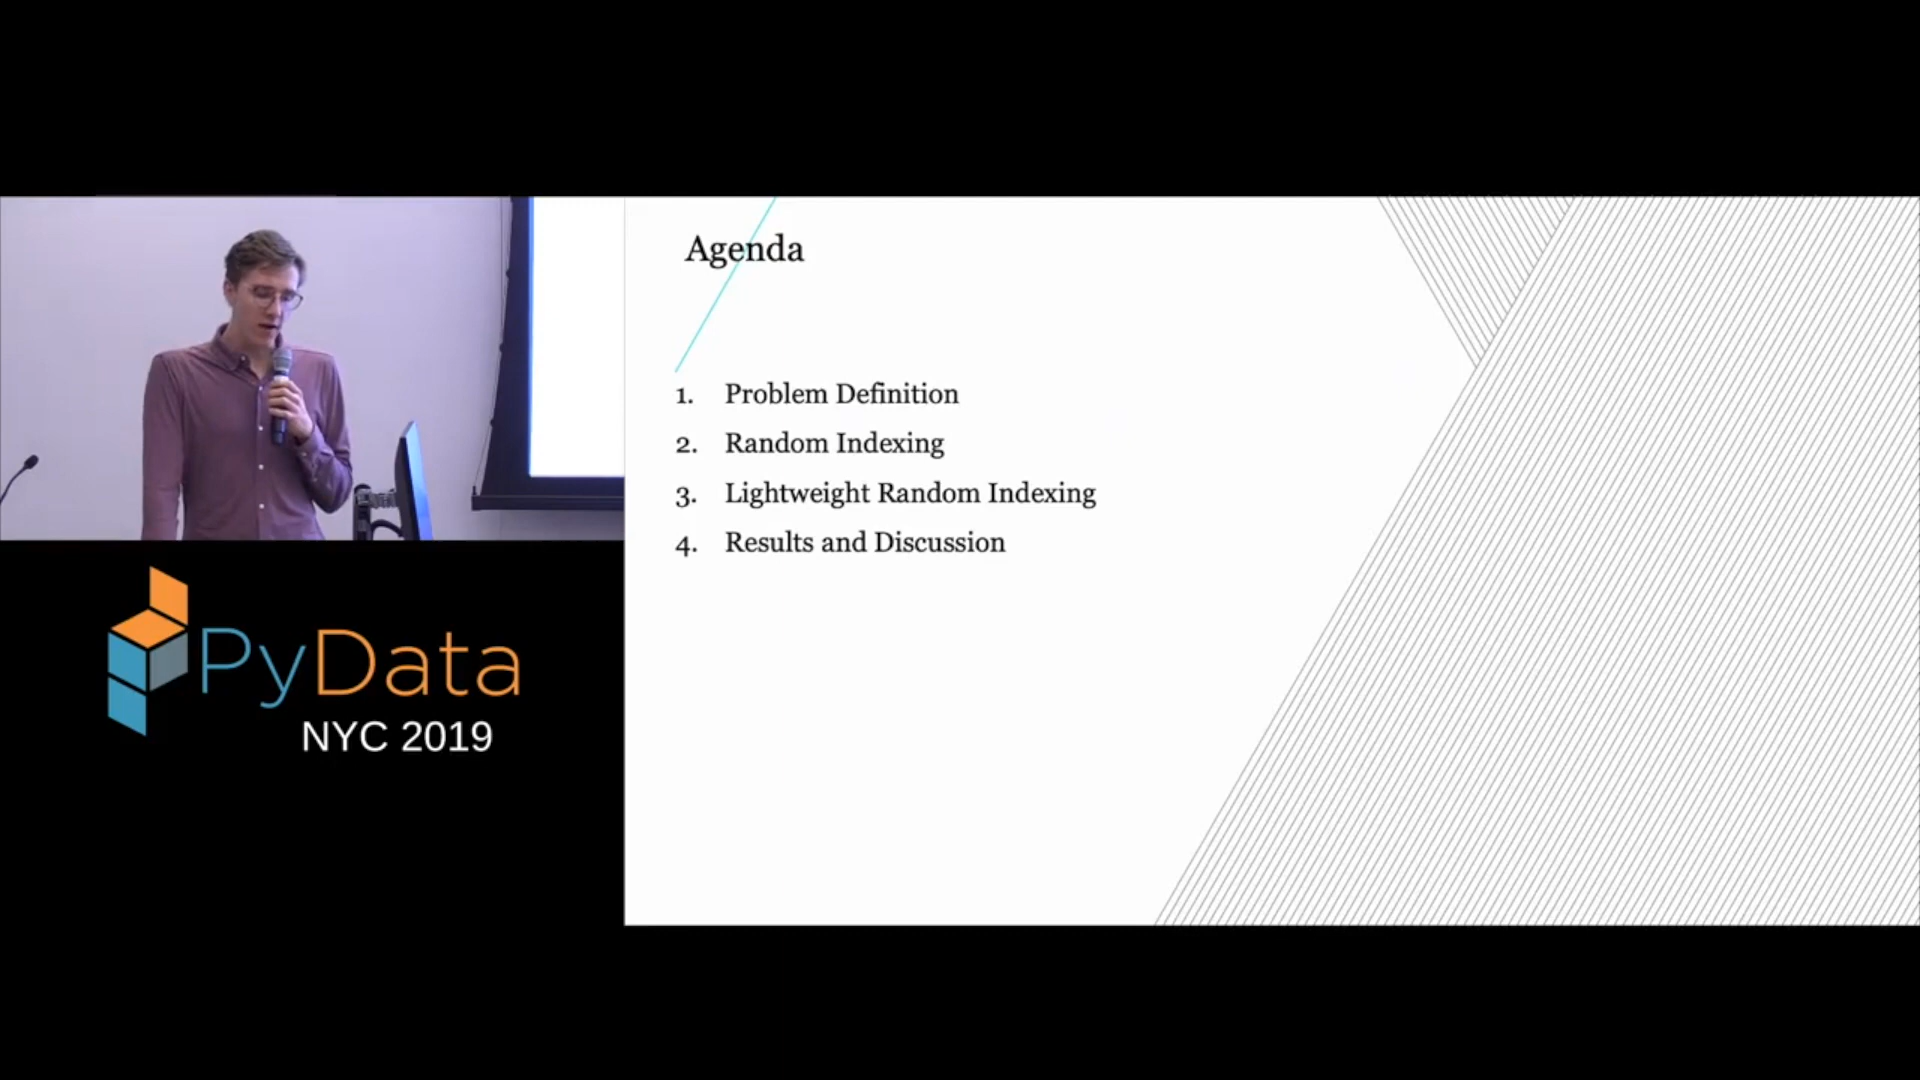 Agenda
1. Problem Definition
2. Random Indexing
3. Lightweight Random Indexing
4. Results and Discussion
PyData
NYC 2019